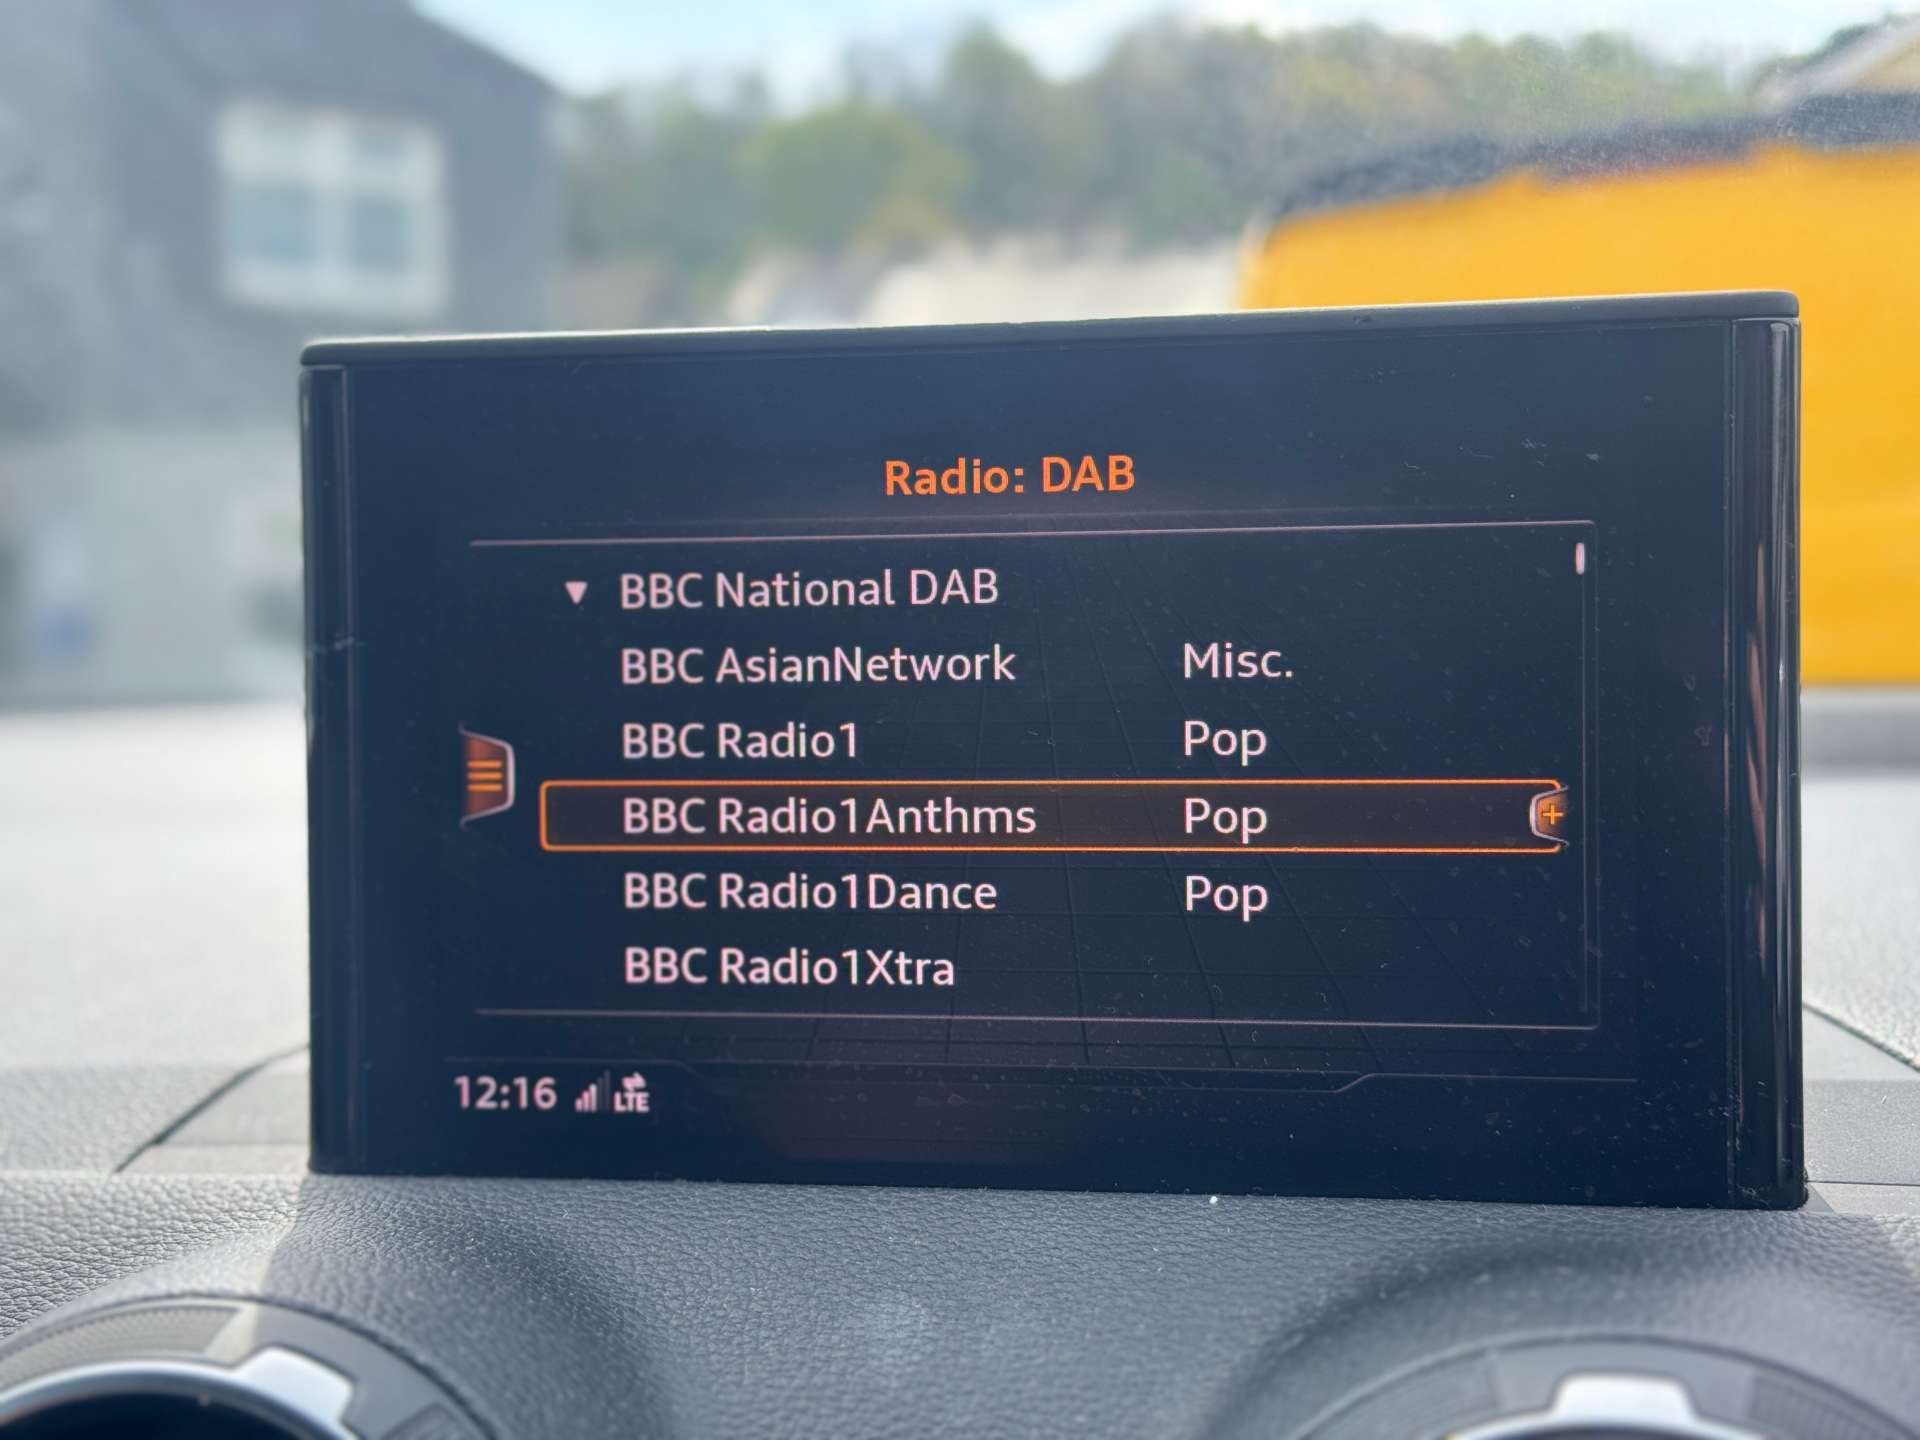 Radio: DAB
▼ BBC National DAB
BBC AsianNetwork Misc.
BBC Radio1 Pop
BBC Radio1Anthms Pop
BBC Radio1Dance Pop
BBC Radio1Xtra
12:16 LTE